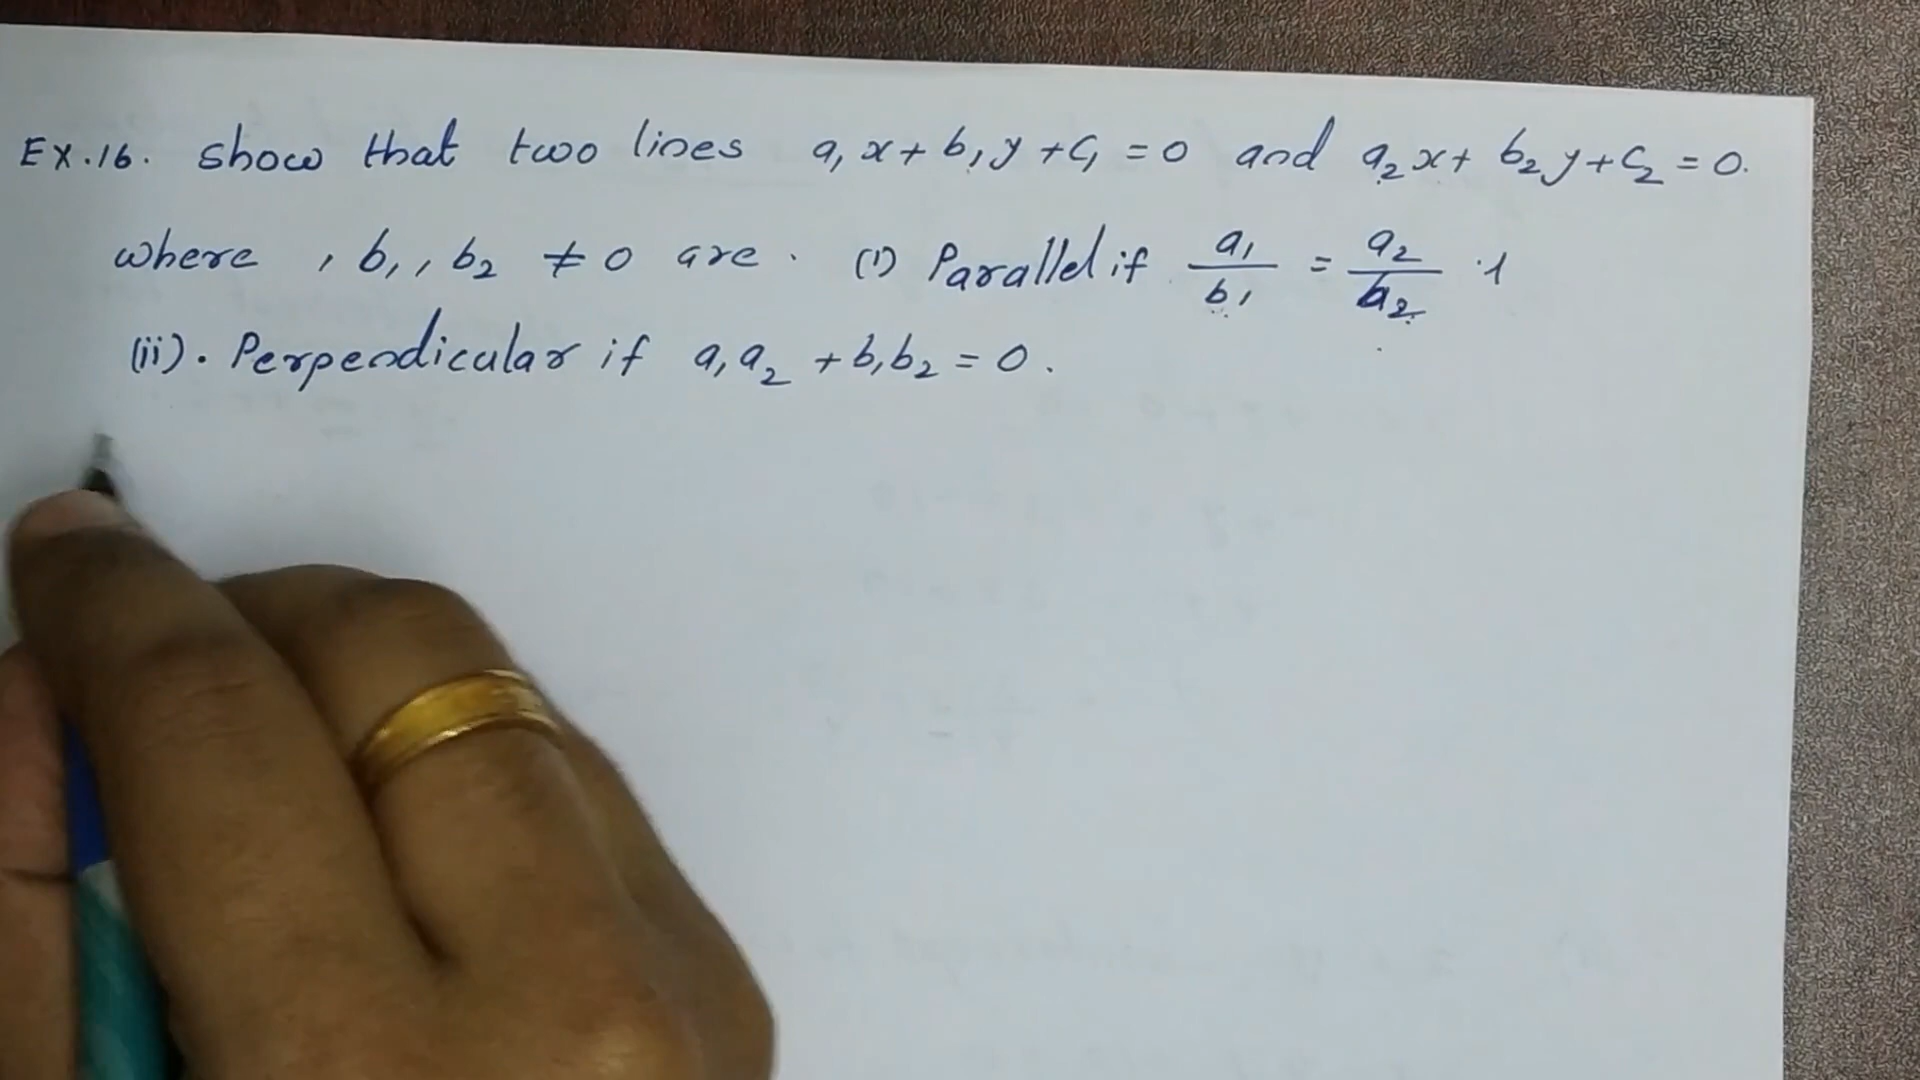 Ex.16. show that two lines a₁x + b₁y + c₁ = 0 and a₂x + b₂y + c₂ = 0.
where , b₁, , b₂ ≠ 0 are . (i) Parallel if a₁/b₁ = a₂/b₂ .
(ii). Perpendicular if a₁a₂ + b₁b₂ = 0 .